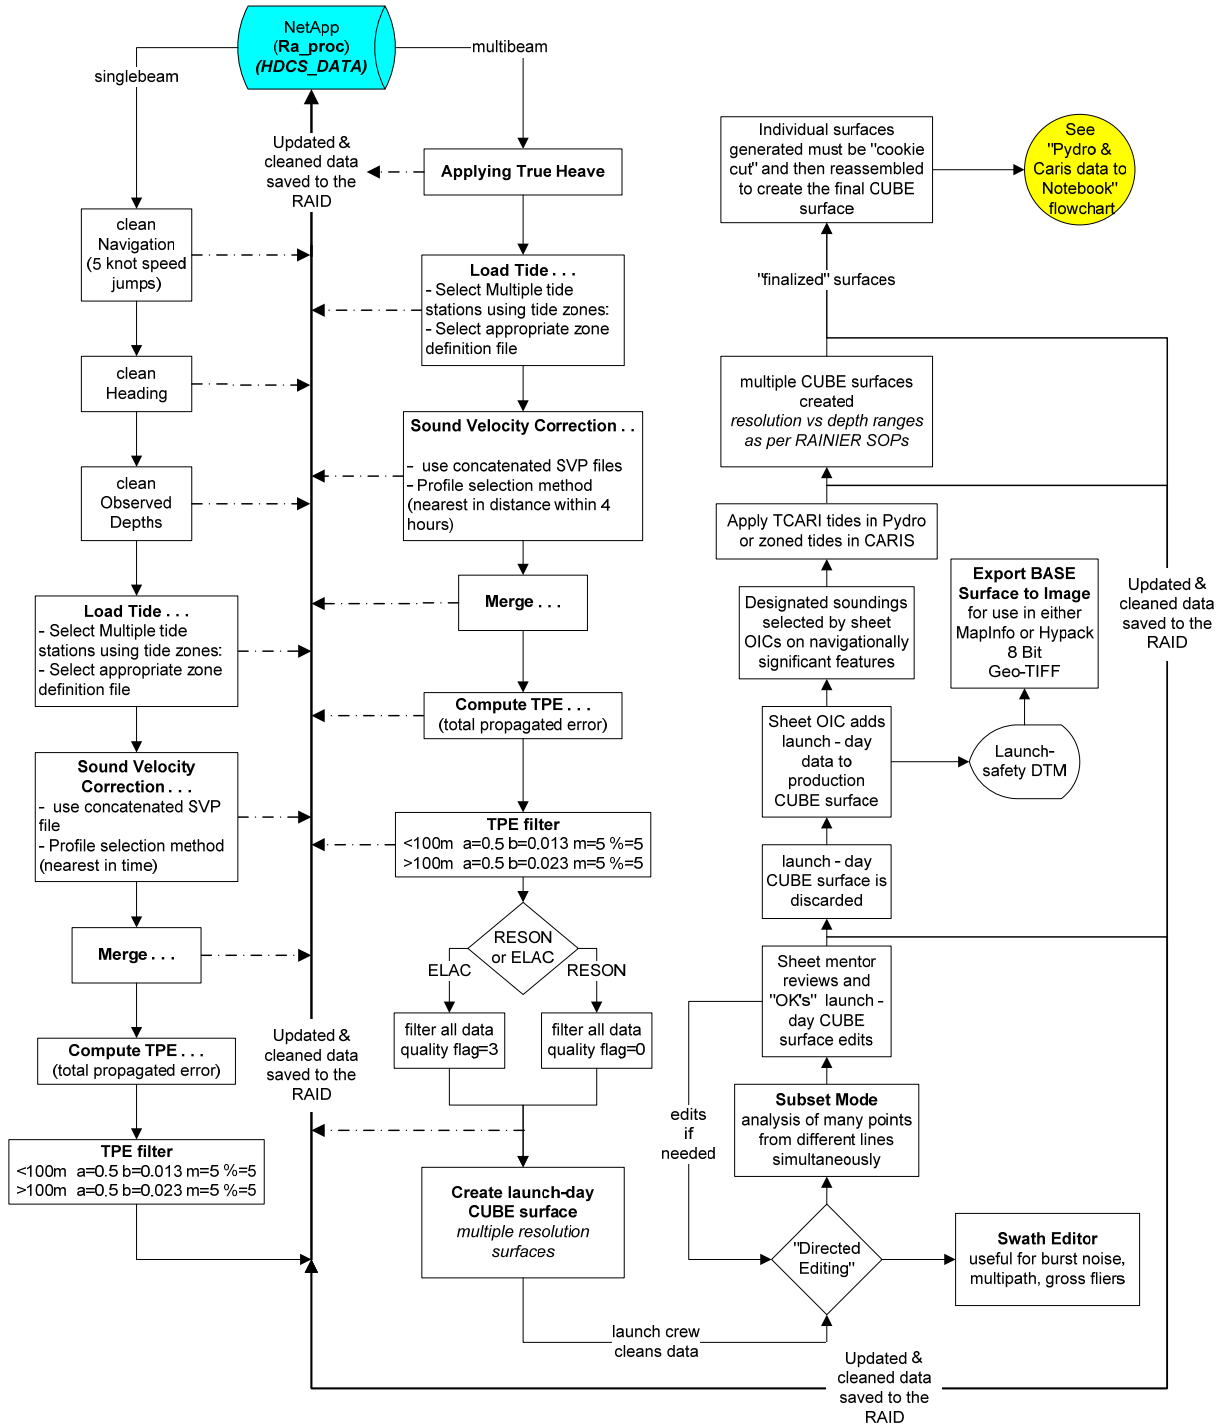 NetApp
(Ra_proc)
(HDCS_DATA)
singlebeam
multibeam
Updated &
cleaned data
saved to the
RAID
clean
Navigation
(5 knot speed
jumps)
clean
Heading
clean
Observed
Depths
Load Tide . . .
- Select Multiple tide
stations using tide zones:
- Select appropriate zone
definition file
Sound Velocity
Correction . . .
- use concatenated SVP
file
- Profile selection method
(nearest in time)
Merge . . .
Compute TPE . . .
(total propagated error)
TPE filter
<100m a=0.5 b=0.013 m=5 %=5
>100m a=0.5 b=0.023 m=5 %=5
Applying True Heave
Load Tide . . .
- Select Multiple tide
stations using tide zones:
- Select appropriate zone
definition file
Sound Velocity Correction . .
- use concatenated SVP files
- Profile selection method
(nearest in distance within 4
hours)
Merge . . .
Compute TPE . . .
(total propagated error)
TPE filter
<100m a=0.5 b=0.013 m=5 %=5
>100m a=0.5 b=0.023 m=5 %=5
RESON
or ELAC
ELAC
RESON
filter all data
quality flag=3
filter all data
quality flag=0
Updated &
cleaned data
saved to the
RAID
Create launch-day
CUBE surface
multiple resolution
surfaces
launch crew
cleans data
"Directed
Editing"
Swath Editor
useful for burst noise,
multipath, gross fliers
Subset Mode
analysis of many points
from different lines
simultaneously
edits
if
needed
Sheet mentor
reviews and
"OK's" launch -
day CUBE
surface edits
launch - day
CUBE surface is
discarded
Sheet OIC adds
launch - day
data to
production
CUBE surface
Launch-
safety DTM
Export BASE
Surface to Image
for use in either
MapInfo or Hypack
8 Bit
Geo-TIFF
Designated soundings
selected by sheet
OICs on navigationally
significant features
Apply TCARI tides in Pydro
or zoned tides in CARIS
multiple CUBE surfaces
created
resolution vs depth ranges
as per RAINIER SOPs
"finalized" surfaces
Individual surfaces
generated must be "cookie
cut" and then reassembled
to create the final CUBE
surface
See
"Pydro &
Caris data to
Notebook"
flowchart
Updated &
cleaned data
saved to the
RAID
Updated &
cleaned data
saved to the
RAID